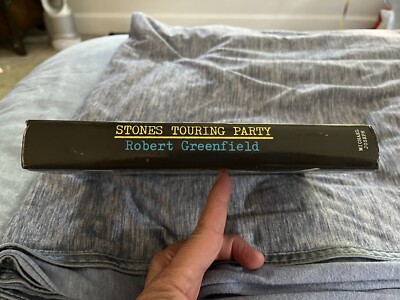 STONES TOURING PARTY
Robert Greenfield
MICHAEL
JOSEPH